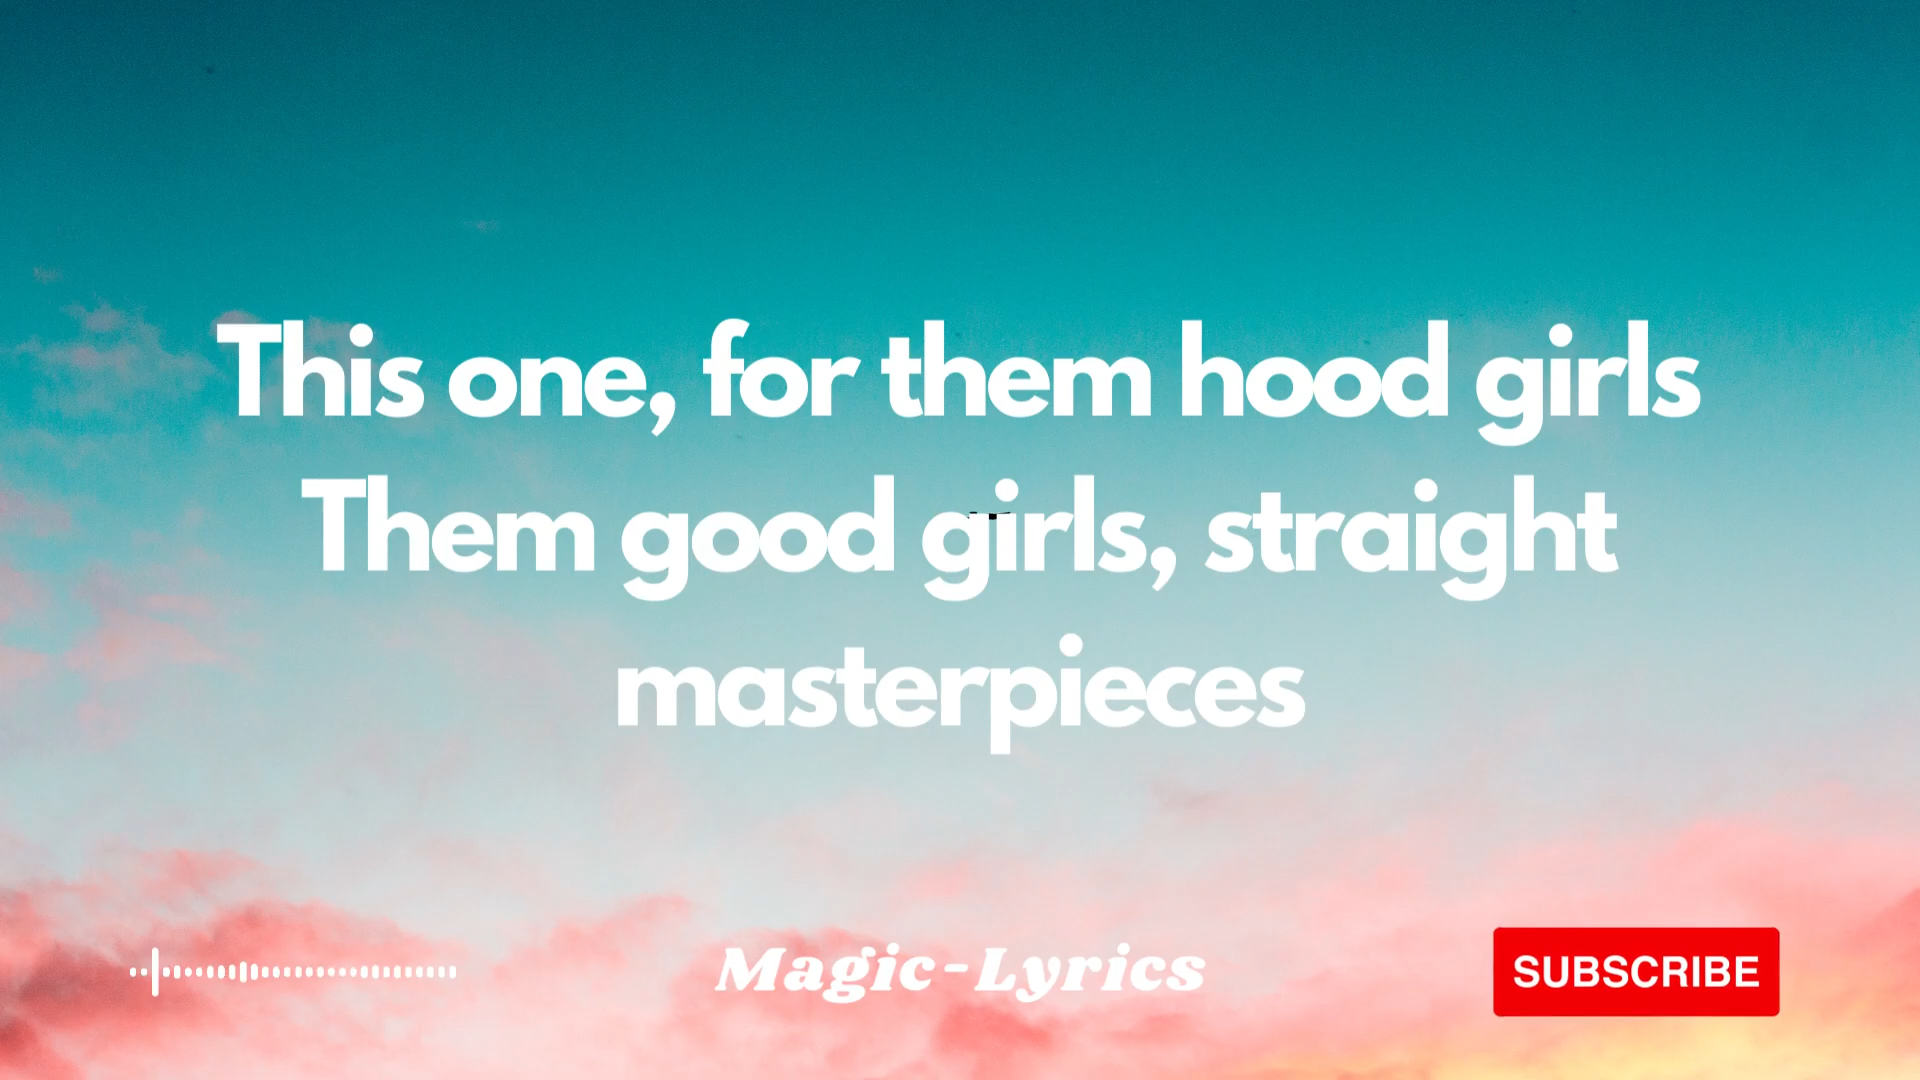 This one, for them hood girls
Them good girls, straight
masterpieces
Magic-Lyrics
SUBSCRIBE